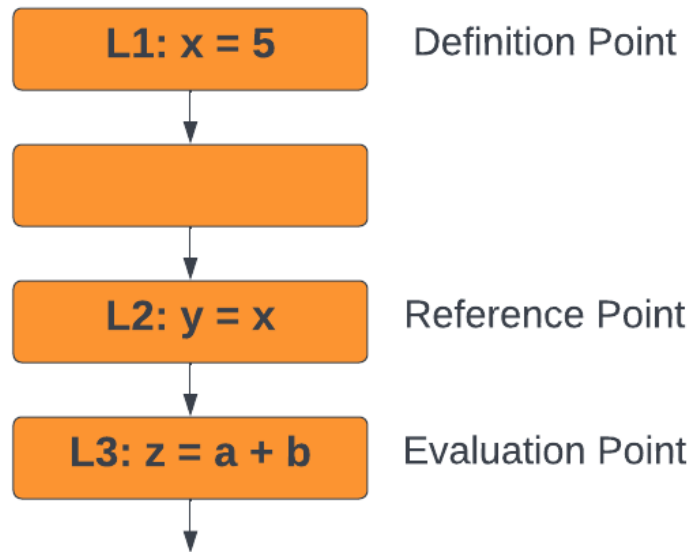 L1: x = 5
Definition Point
L2: y = x
Reference Point
L3: z = a + b
Evaluation Point